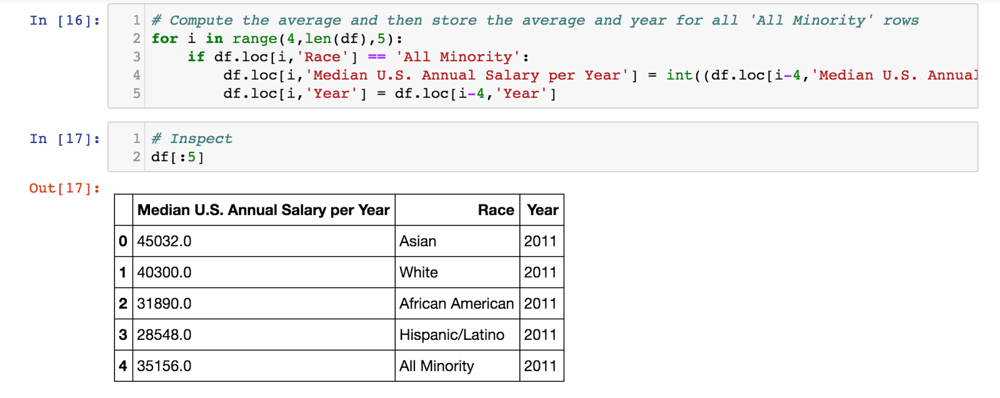 In [16]:
1 # Compute the average and then store the average and year for all 'All Minority' rows
2 for i in range(4,len(df),5):
3     if df.loc[i,'Race'] == 'All Minority':
4         df.loc[i,'Median U.S. Annual Salary per Year'] = int((df.loc[i-4,'Median U.S. Annual
5         df.loc[i,'Year'] = df.loc[i-4,'Year']
In [17]:
1 # Inspect
2 df[:5]
Out[17]:
Median U.S. Annual Salary per Year Race Year
0 45032.0 Asian 2011
1 40300.0 White 2011
2 31890.0 African American 2011
3 28548.0 Hispanic/Latino 2011
4 35156.0 All Minority 2011